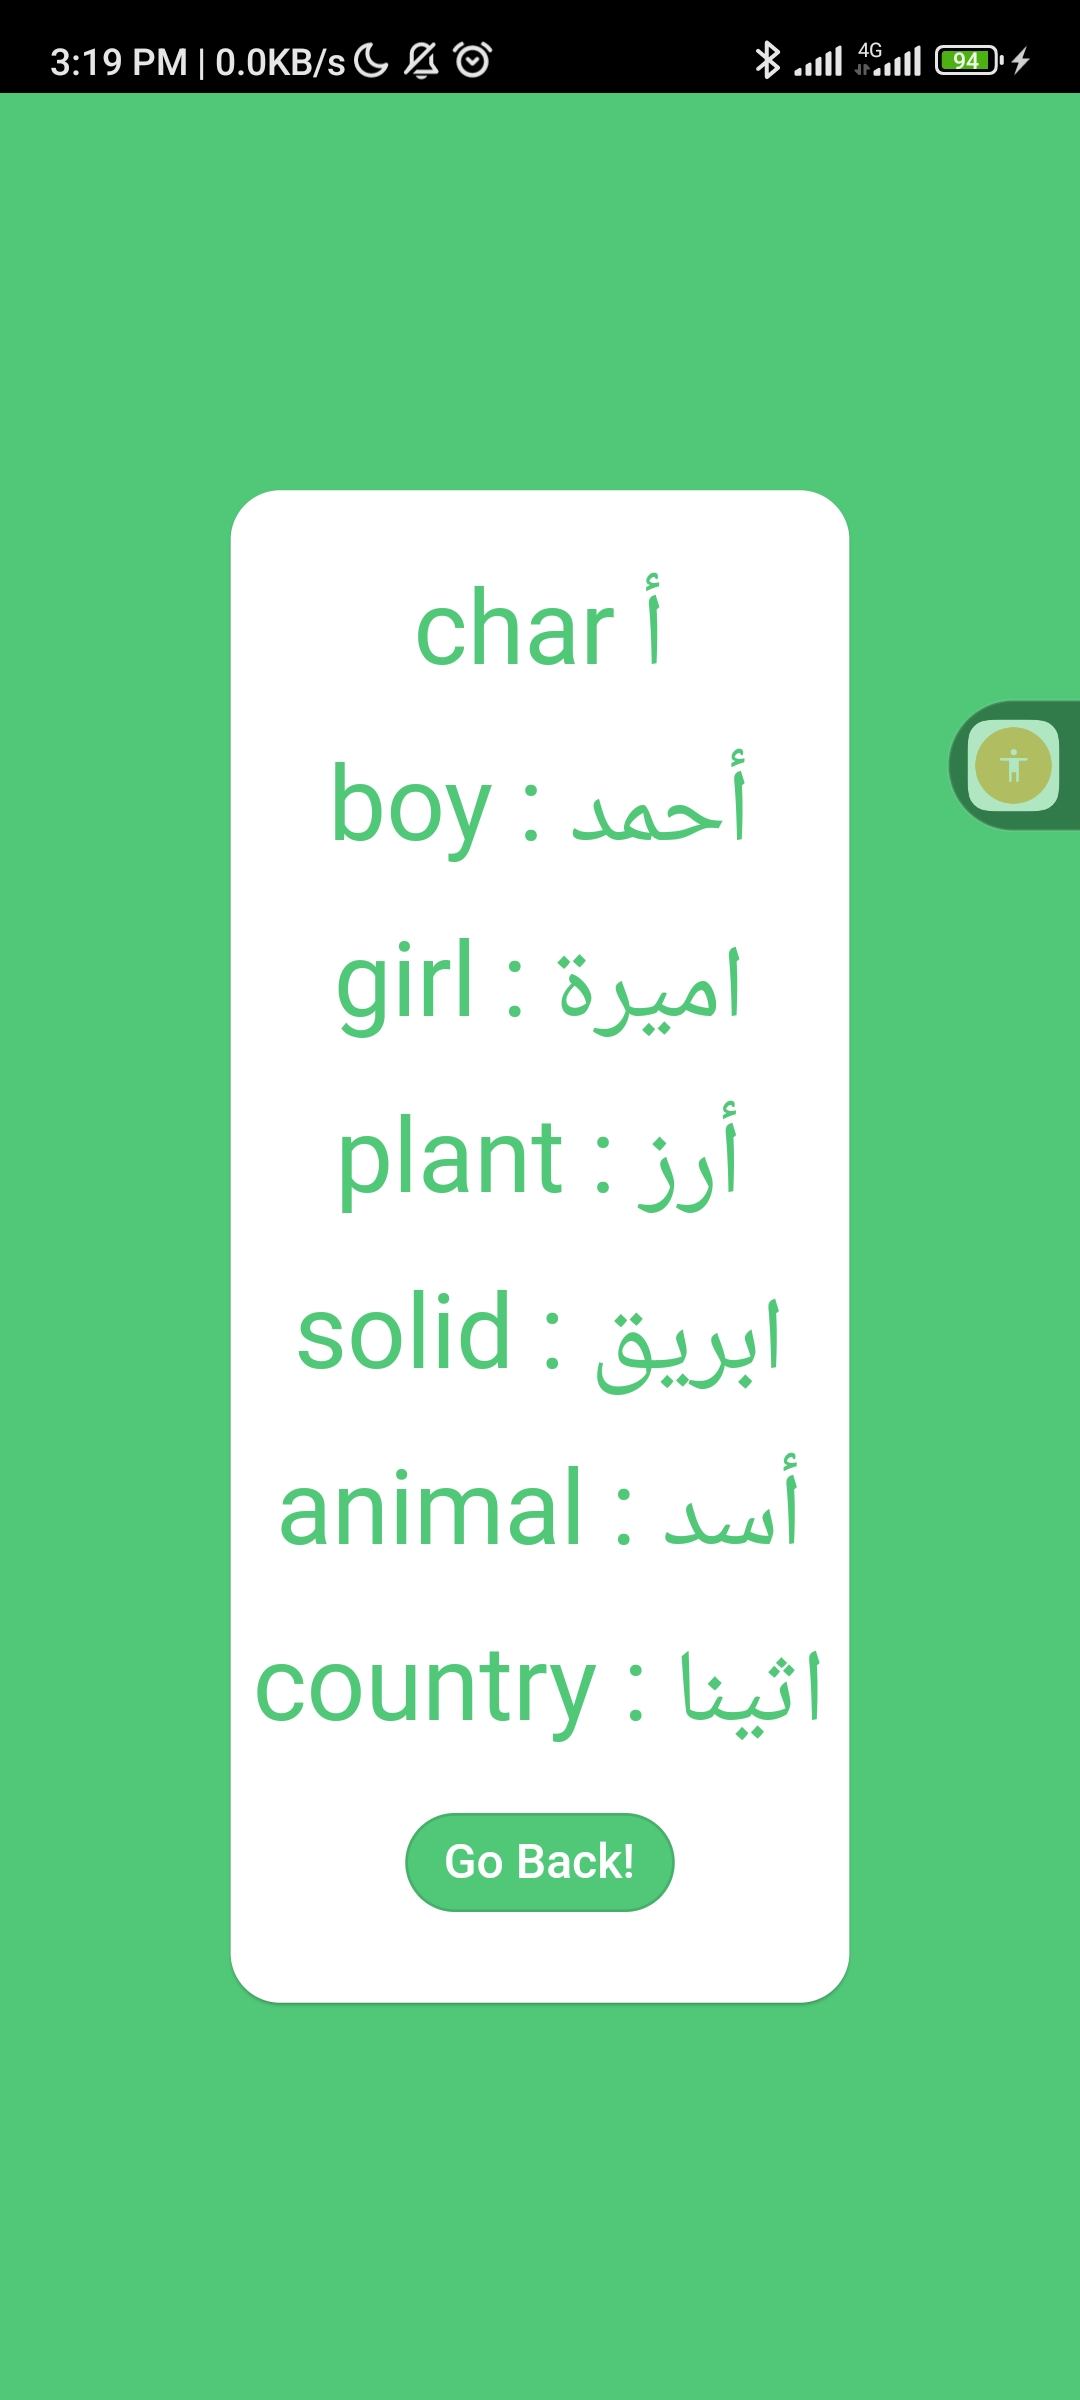 3:19 PM | 0.0KB/s 4G 94
char أ
boy : أحمد
girl : اميرة
plant : أرز
solid : ابريق
animal : أسد
country : اثينا
Go Back!